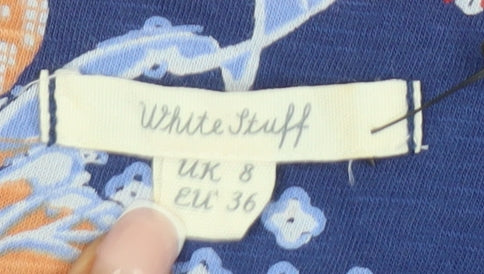 White Stuff
UK 8
EU 36